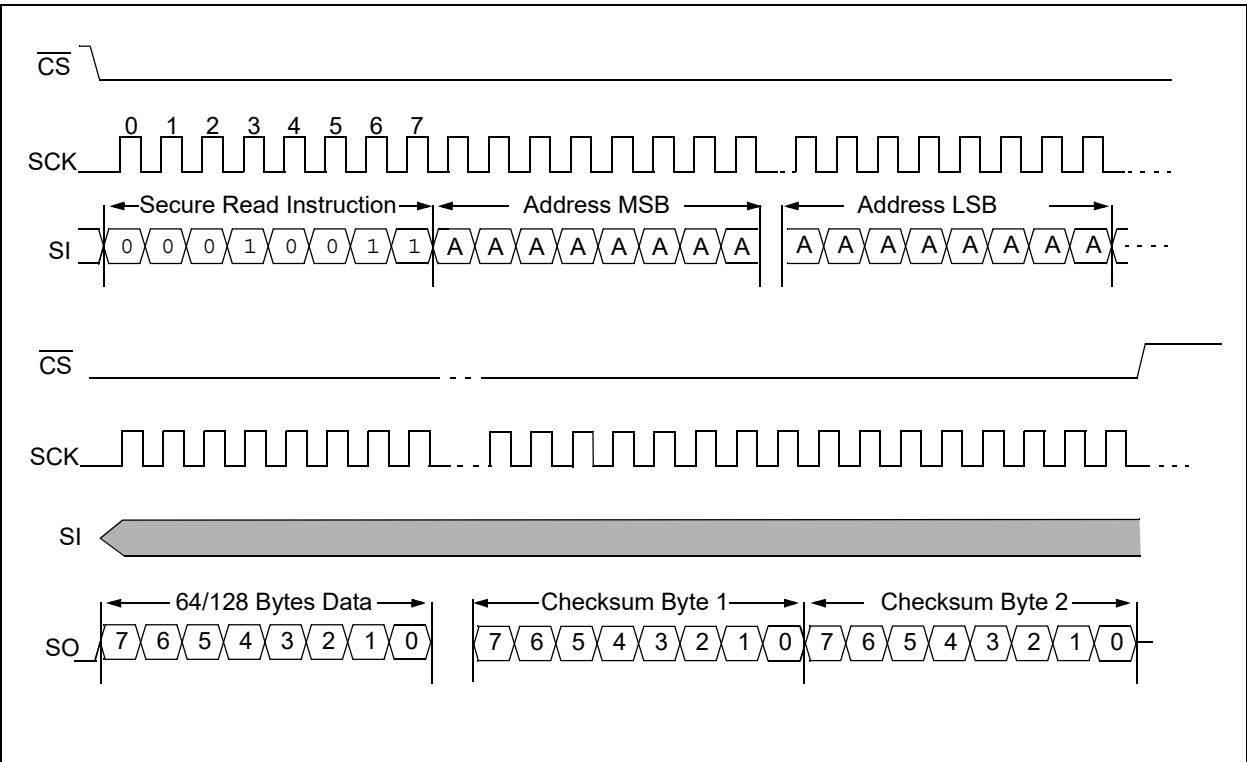 CS
0 1 2 3 4 5 6 7
SCK
Secure Read Instruction Address MSB Address LSB
SI 0 0 0 1 0 0 1 1 A A A A A A A A A A A A A A A A
CS
SCK
SI
64/128 Bytes Data Checksum Byte 1 Checksum Byte 2
SO 7 6 5 4 3 2 1 0 7 6 5 4 3 2 1 0 7 6 5 4 3 2 1 0